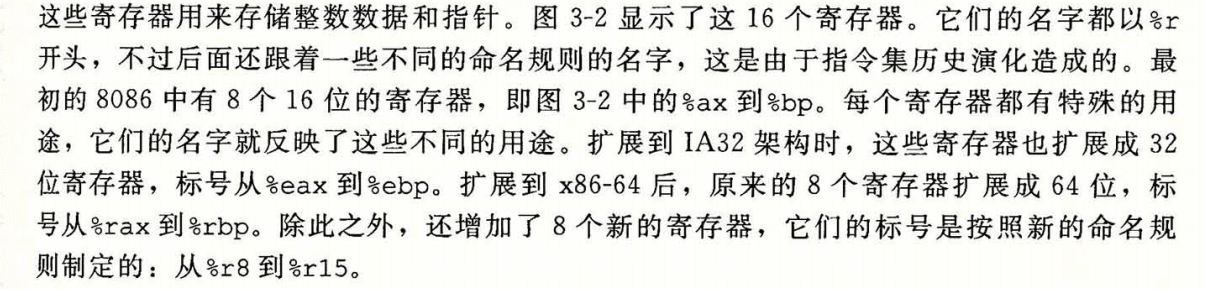 这些寄存器用来存储整数数据和指针。图 3-2 显示了这 16 个寄存器。它们的名字都以%r
开头，不过后面还跟着一些不同的命名规则的名字，这是由于指令集历史演化造成的。最
初的 8086 中有 8 个 16 位的寄存器，即图 3-2 中的%ax 到%bp。每个寄存器都有特殊的用
途，它们的名字就反映了这些不同的用途。扩展到 IA32 架构时，这些寄存器也扩展成 32
位寄存器，标号从%eax 到%ebp。扩展到 x86-64 后，原来的 8 个寄存器扩展成 64 位，标
号从%rax 到%rbp。除此之外，还增加了 8 个新的寄存器，它们的标号是按照新的命名规
则制定的：从%r8 到%r15。